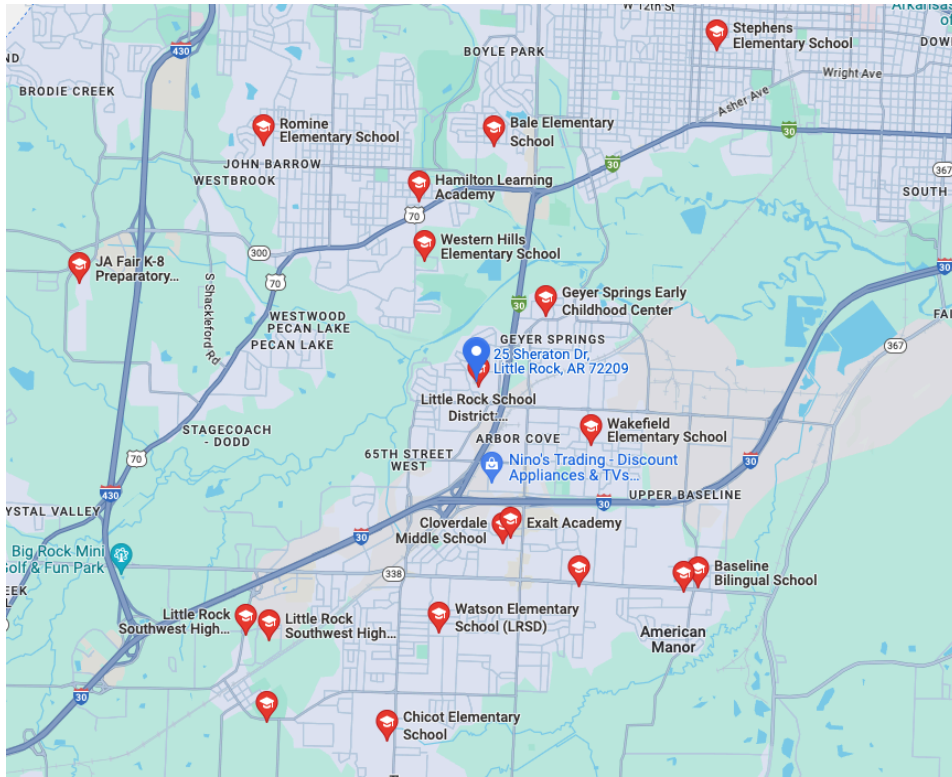 W 12th St
Arkansas
of
Stephens
Elementary School
DOW
ND
430
BOYLE PARK
Wright Ave
BRODIE CREEK
Asher Ave
Romine
Elementary School
Bale Elementary
School
30
30
JOHN BARROW
WESTBROOK
Hamilton Learning
Academy
367
SOUTH
70
Western Hills
Elementary School
300
JA Fair K-8
Preparatory...
S Shackleford Rd
70
30
Geyer Springs Early
Childhood Center
30
WESTWOOD
PECAN LAKE
PECAN LAKE
FA
GEYER SPRINGS
367
25 Sheraton Dr,
Little Rock, AR 72209
Little Rock School
District:...
STAGECOACH
- DODD
ARBOR COVE
Wakefield
Elementary School
65TH STREET
WEST
70
Nino's Trading - Discount
Appliances & TVs...
30
430
UPPER BASELINE
30
YSTAL VALLEY
Cloverdale
Middle School
Exalt Academy
30
Big Rock Mini
Golf & Fun Park
338
Baseline
Bilingual School
EEK
Little Rock
Southwest High...
Little Rock
Southwest High...
Watson Elementary
School (LRSD)
American
Manor
30
Chicot Elementary
School